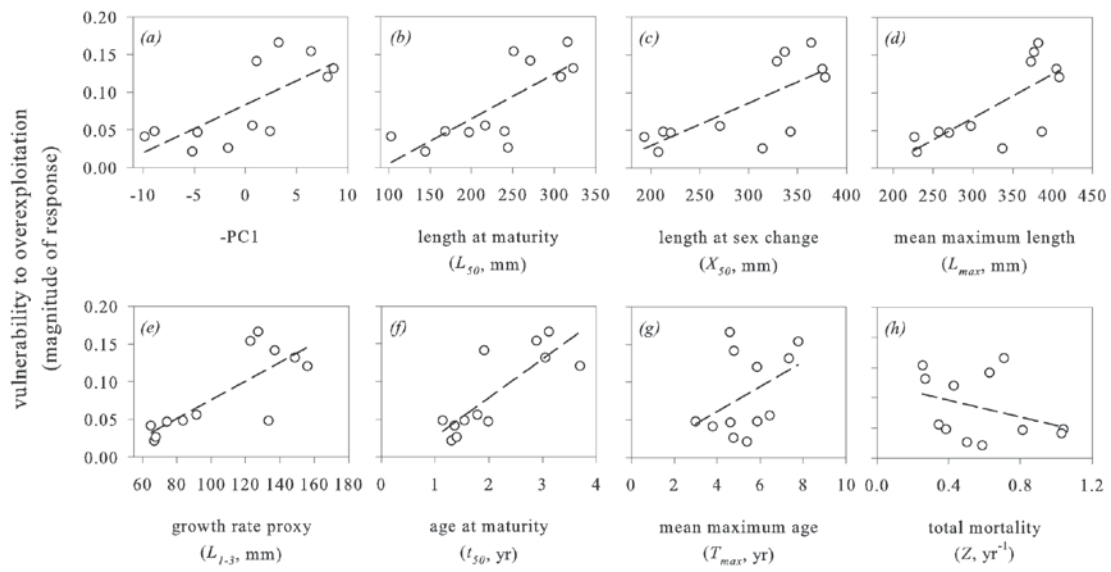 vulnerability to overexploitation
(magnitude of response)
0.20
0.15
0.10
0.05
0.00
(a)
(b)
(c)
(d)
-10 -5 0 5 10
100 150 200 250 300 350
200 250 300 350 400
200 250 300 350 400 450
-PC1
length at maturity
(L50, mm)
length at sex change
(X50, mm)
mean maximum length
(Lmax, mm)
0.20
0.15
0.10
0.05
0.00
(e)
(f)
(g)
(h)
60 80 100 120 140 160 180
0 1 2 3 4
0 2 4 6 8 10
0.0 0.4 0.8 1.2
growth rate proxy
(L1-3, mm)
age at maturity
(t50, yr)
mean maximum age
(Tmax, yr)
total mortality
(Z, yr-1)